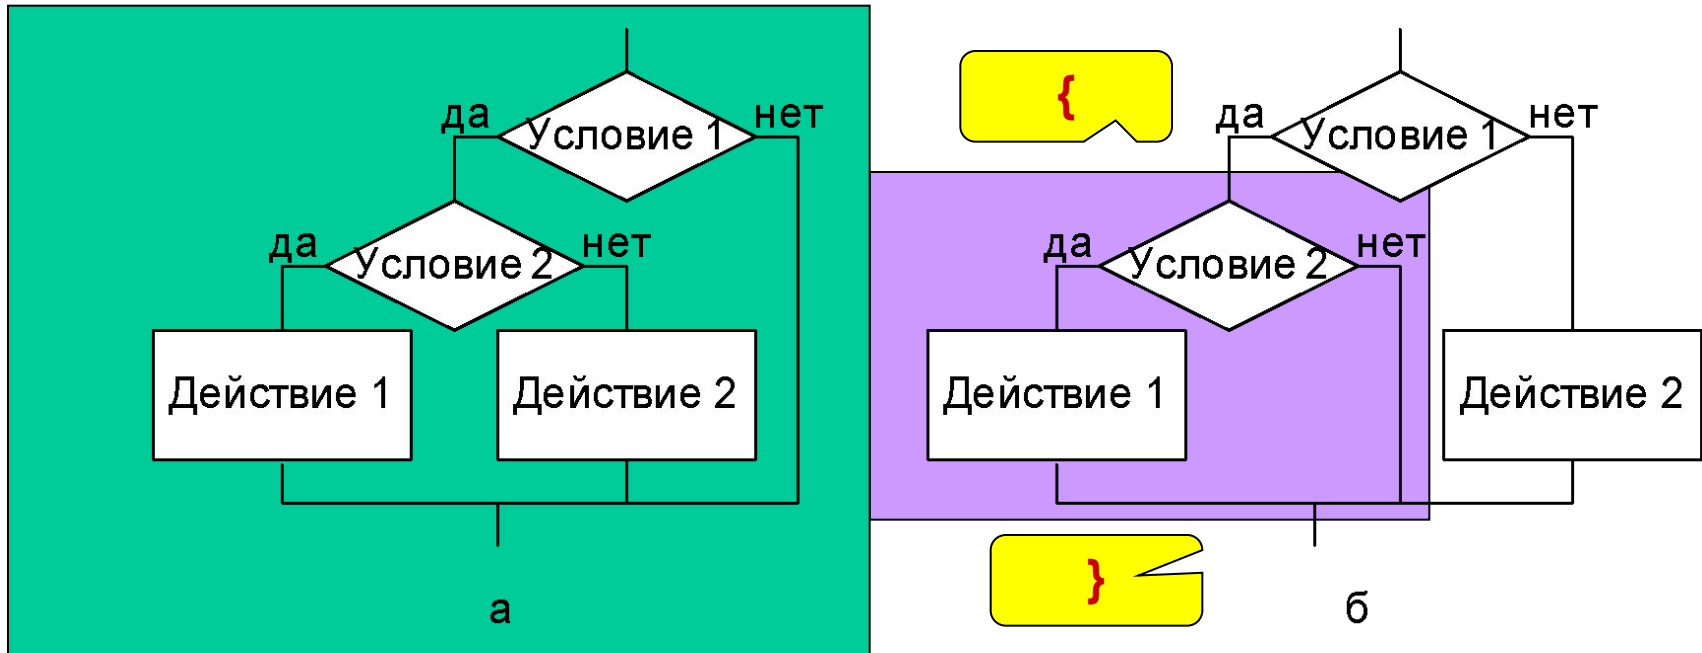 да
Условие 1
нет
да
Условие 2
нет
Действие 1
Действие 2
а
{
да
Условие 1
нет
да
Условие 2
нет
Действие 1
Действие 2
}
б